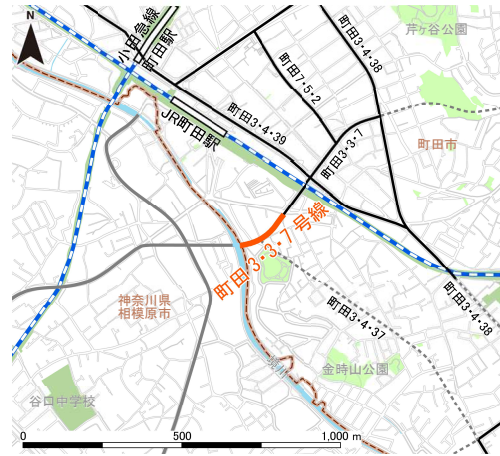 N
小田急線
町田駅
芹ヶ谷公園
町田3・4・38
町田7・5・2
JR町田駅
町田3・4・39
町田3・3・7
町田市
町田3・3・7号線
神奈川県
相模原市
町田3・4・37
町田3・4・38
境川
金時山公園
谷口中学校
0
500
1,000 m